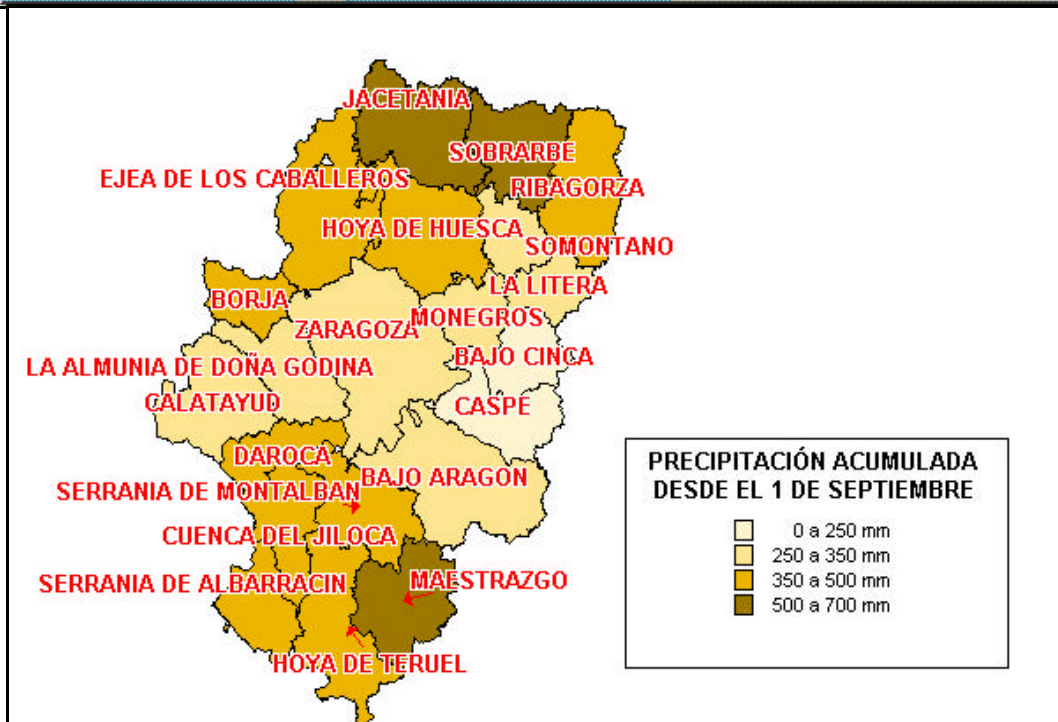 JACETANIA
SOBRARBE
EJEA DE LOS CABALLEROS
RIBAGORZA
HOYA DE HUESCA
SOMONTANO
LA LITERA
BORJA
MONEGROS
ZARAGOZA
BAJO CINCA
LA ALMUNIA DE DOÑA GODINA
CALATAYUD
CASPE
DAROCA
BAJO ARAGON
SERRANIA DE MONTALBAN
CUENCA DEL JILOCA
SERRANIA DE ALBARRACIN
MAESTRAZGO
HOYA DE TERUEL
PRECIPITACIÓN ACUMULADA
DESDE EL 1 DE SEPTIEMBRE
0 a 250 mm
250 a 350 mm
350 a 500 mm
500 a 700 mm